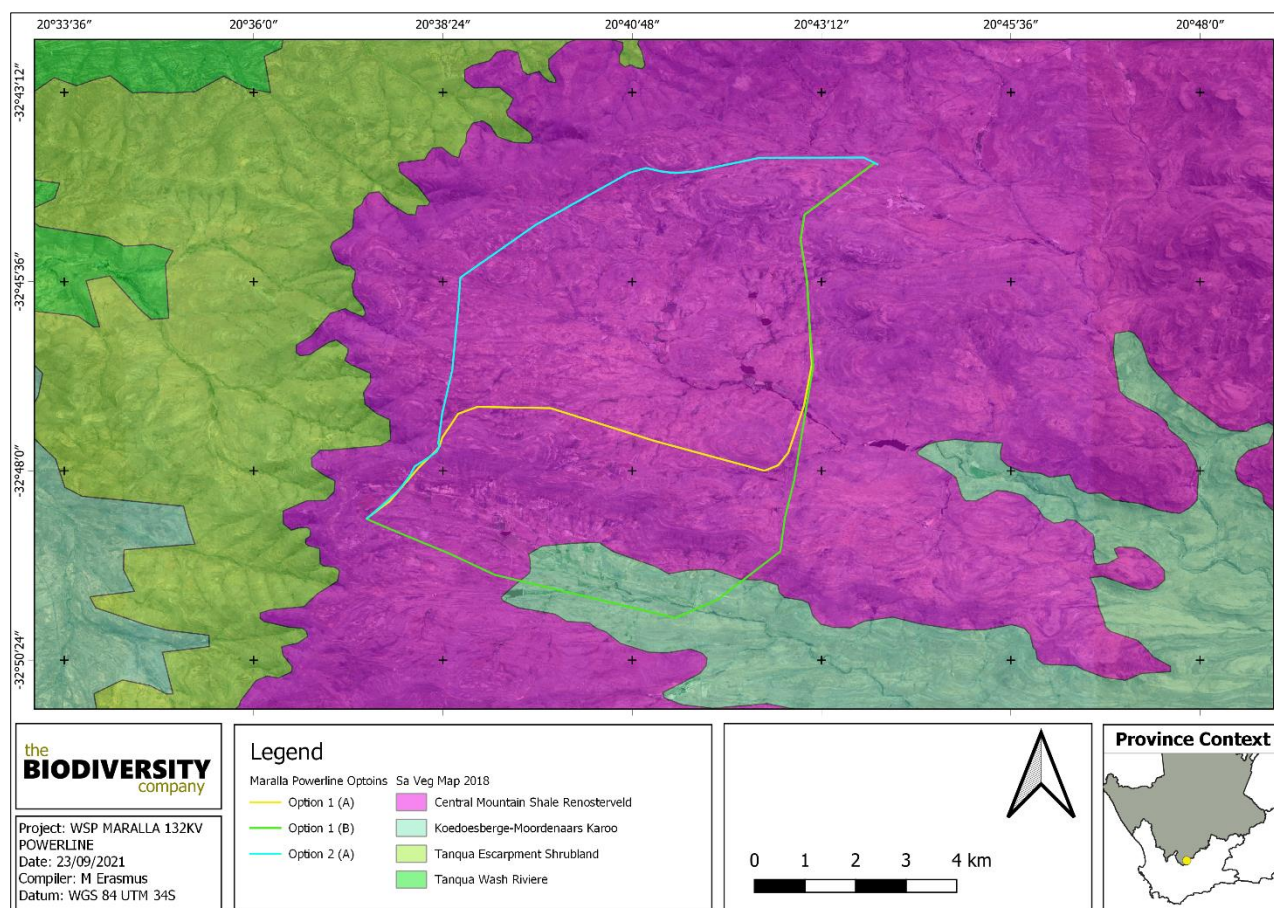 20°33′36″ 20°36′0″ 20°38′24″ 20°40′48″ 20°43′12″ 20°45′36″ 20°48′0″
-32°43′12″
-32°45′36″
-32°48′0″
-32°50′24″
the
BIODIVERSITY
company
Project: WSP MARALLA 132KV
POWERLINE
Date: 23/09/2021
Compiler: M Erasmus
Datum: WGS 84 UTM 34S
Legend
Maralla Powerline Optoins Sa Veg Map 2018
Option 1 (A) Central Mountain Shale Renosterveld
Option 1 (B) Koedoesberge-Moordenaars Karoo
Option 2 (A) Tanqua Escarpment Shrubland
Tanqua Wash Riviere
0 1 2 3 4 km
Province Context